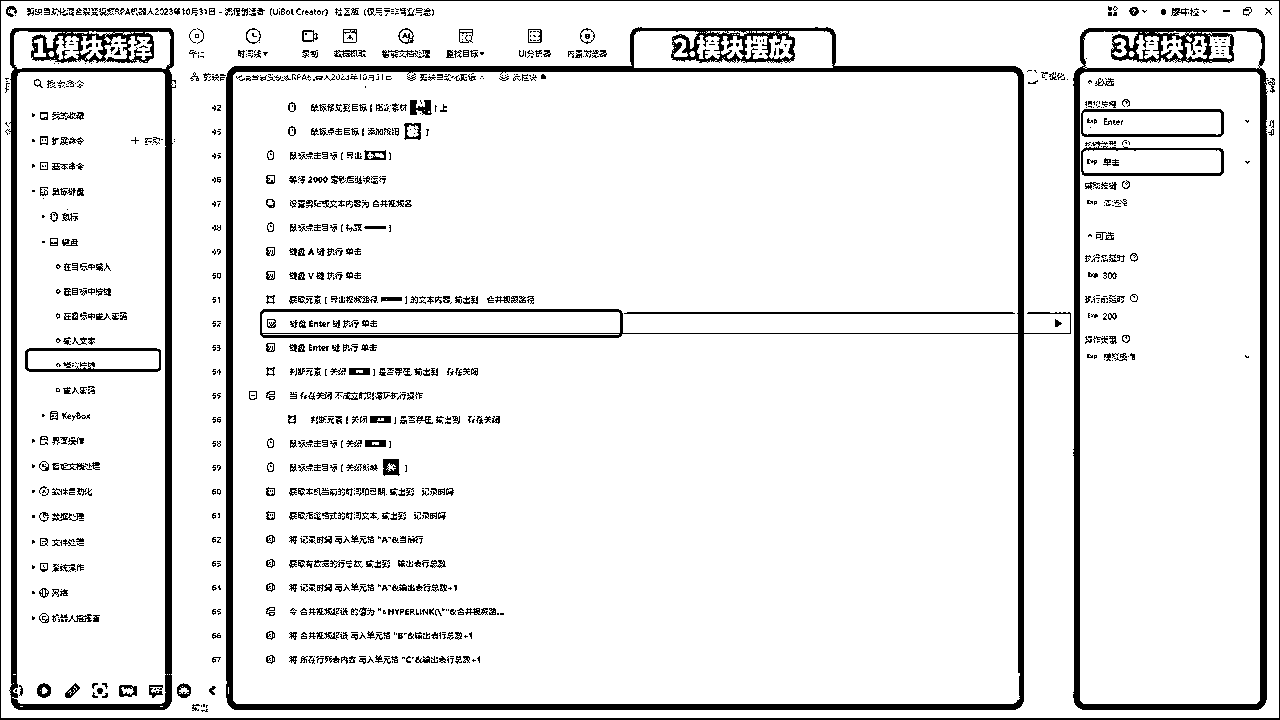 剪映自动化混合裂变视频RPA机器人2023年10月31日 - 流程创造者 (UiBot Creator) 社区版 (仅用于非商业用途)
1.模块选择
时间线
录制
数据抓取
智能文档处理
查找目标
UI分析器
内置浏览器
2.模块摆放
3.模块设置
搜索命令
我的收藏
扩展命令
基本命令
鼠标键盘
鼠标
键盘
在目标中输入
在目标中按键
在目标中输入密码
输入文本
模拟按键
输入密码
KeyBox
界面操作
智能文档处理
软件自动化
数据处理
文件处理
系统操作
网络
机器人指挥官
42 鼠标移动到目标 [ 指定素材 ] 上
43 鼠标点击目标 [ 添加按钮 ]
45 鼠标点击目标 [ 导出 ]
46 等待 2000 毫秒后继续运行
47 设置剪贴板文本内容为 合并视频名
48 鼠标点击目标 [ 标题 ]
49 键盘 A 键 执行 单击
50 键盘 V 键 执行 单击
51 获取元素 [ 导出视频路径 ] 的文本内容, 输出到 合并视频路径
52 键盘 Enter 键 执行 单击
53 键盘 Enter 键 执行 单击
54 判断元素 [ 关闭 ] 是否存在, 输出到 存在关闭
55 当 存在关闭 不成立时则循环执行操作
56 判断元素 [ 关闭 ] 是否存在, 输出到 存在关闭
58 鼠标点击目标 [ 关闭 ]
59 鼠标点击目标 [ 关闭剪映 ]
60 获取本机当前的时间和日期, 输出到 记录时间
61 获取指定格式的时间文本, 输出到 记录时间
62 将 记录时间 写入单元格 "A"&当前行
63 获取有数据的行总数, 输出到 输出表行总数
64 将 记录时间 写入单元格 "A"&输出表行总数+1
65 令 合并视频超链 的值为 "=HYPERLINK(\""&合并视频路...
66 将 合并视频超链 写入单元格 "B"&输出表行总数+1
67 将 所在行列表内容 写入单元格 "C"&输出表行总数+1
必选
模拟按键
Exp Enter
按键类型
Exp 单击
辅助按键
Exp 请选择
可选
执行后延时
Exp 300
执行前延时
Exp 200
操作类型
Exp 模拟操作